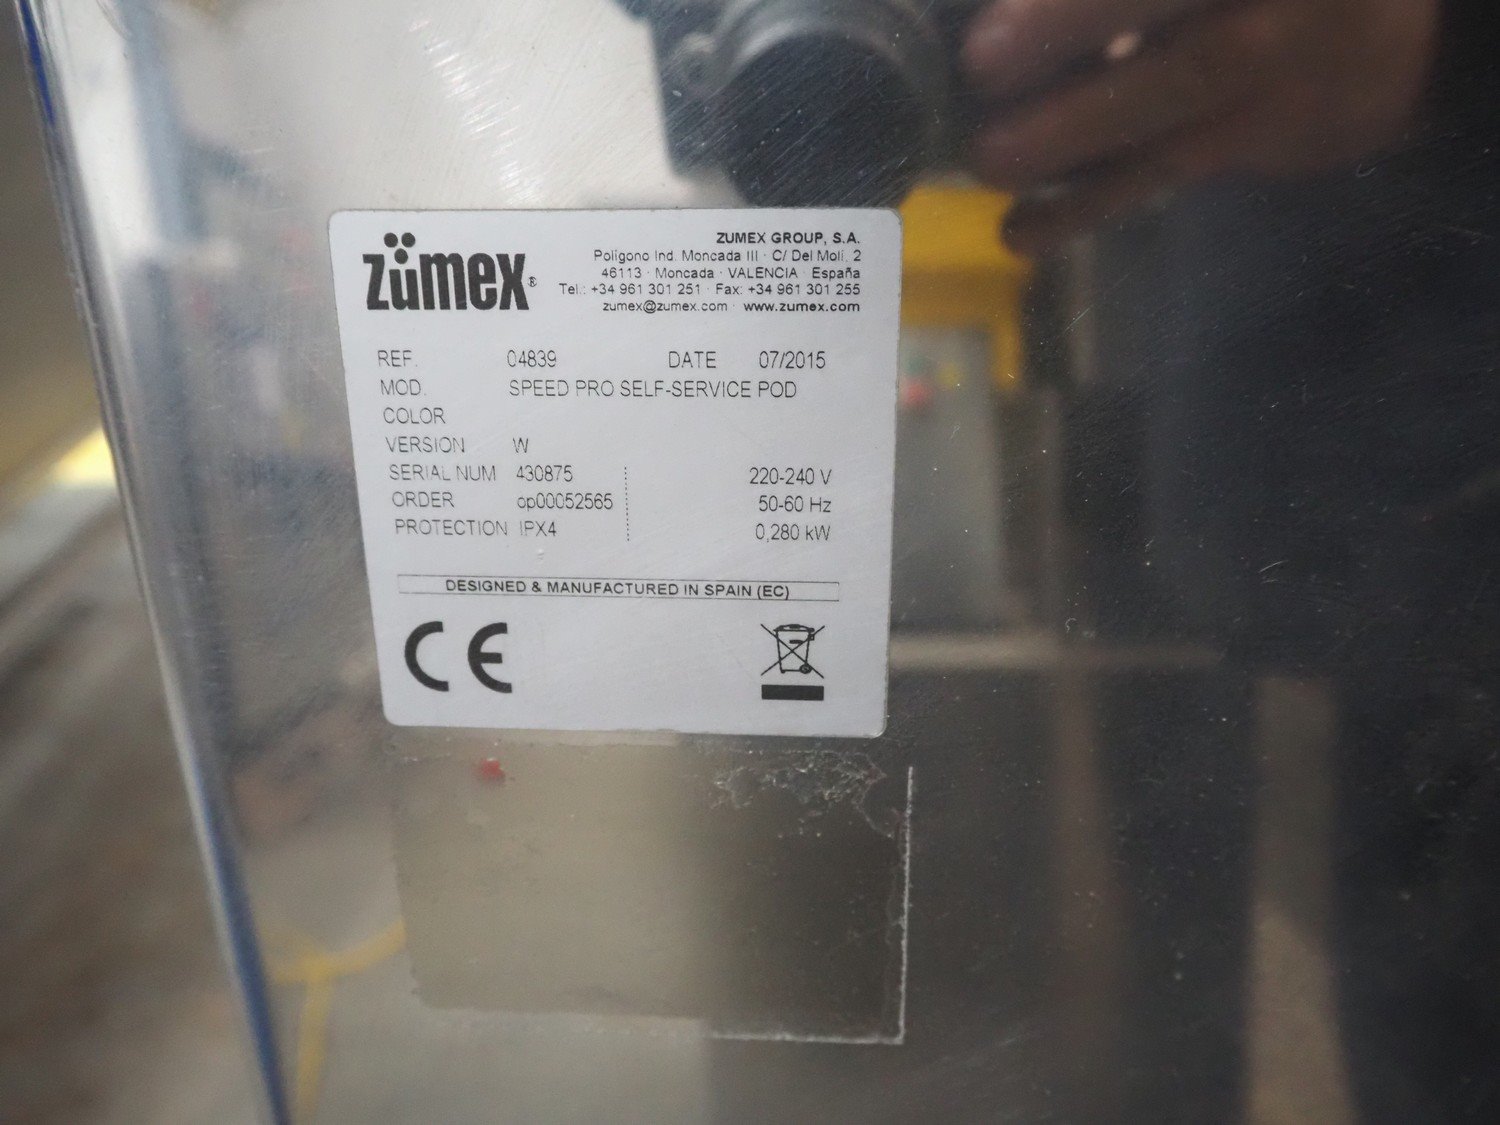 zümex®
ZUMEX GROUP, S.A.
Polígono Ind. Moncada III · C/ Del Molí. 2
46113 · Moncada · VALENCIA · España
Tel.: +34 961 301 251 · Fax: +34 961 301 255
zumex@zumex.com · www.zumex.com
REF. 04839 DATE 07/2015
MOD. SPEED PRO SELF-SERVICE POD
COLOR
VERSION W
SERIAL NUM 430875 220-240 V
ORDER op00052565 50-60 Hz
PROTECTION IPX4 0,280 kW
DESIGNED & MANUFACTURED IN SPAIN (EC)
CE